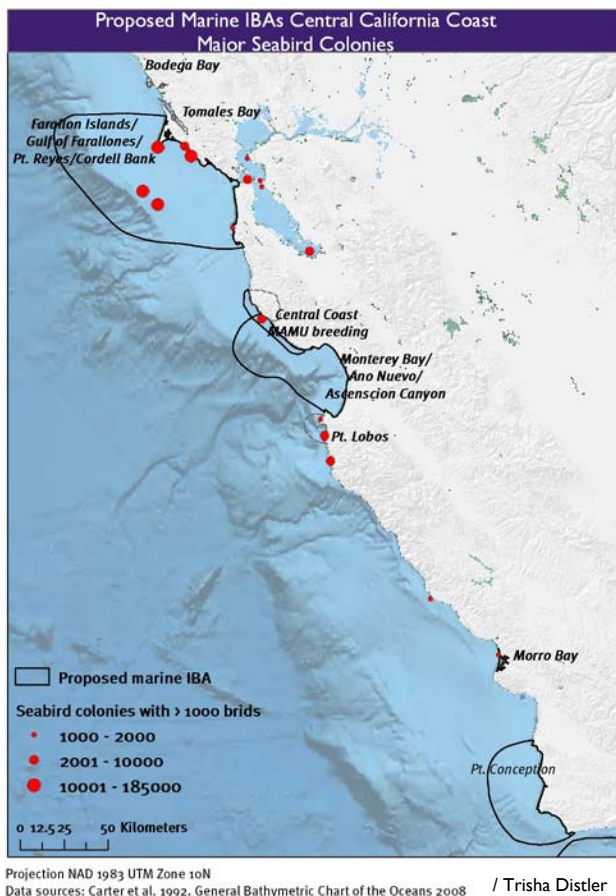 Proposed Marine IBAs Central California Coast
Major Seabird Colonies
Bodega Bay
Tomales Bay
Farallon Islands/
Gulf of Farallones/
Pt. Reyes/Cordell Bank
Central Coast
MAMU breeding
Monterey Bay/
Ano Nuevo/
Ascenscion Canyon
Pt. Lobos
Morro Bay
Pt. Conception
Proposed marine IBA
Seabird colonies with > 1000 brids
1000 - 2000
2001 - 10000
10001 - 185000
0 12.5 25 50 Kilometers
Projection NAD 1983 UTM Zone 10N
Data sources: Carter et al. 1992, General Bathymetric Chart of the Oceans 2008 / Trisha Distler